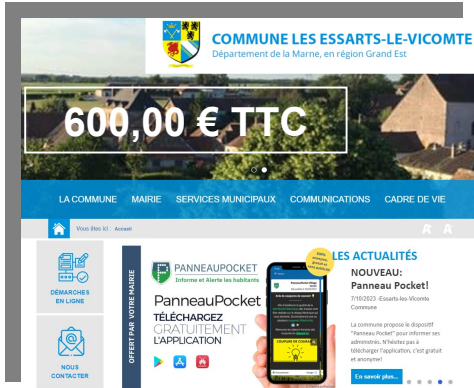 COMMUNE LES ESSARTS-LE-VICOMTE
Département de la Marne, en région Grand Est
600,00 € TTC
LA COMMUNE MAIRIE SERVICES MUNICIPAUX COMMUNICATIONS CADRE DE VIE
Vous êtes ici : Accueil
A A
DÉMARCHES
EN LIGNE
NOUS
CONTACTER
OFFERT PAR VOTRE MAIRIE
PANNEAUPOCKET
Informe et Alerte les habitants
PanneauPocket
TÉLÉCHARGEZ
GRATUITEMENT
L'APPLICATION
COUPURE DE COURANT
LES ACTUALITÉS
NOUVEAU:
Panneau Pocket!
7/10/2023 -Essarts-les-Vicomte
Commune
La commune propose le dispositif
"Panneau Pocket" pour informer ses
administrés. N'hésitez pas à
télécharger l'application, c'est gratuit
et anonyme!
En savoir plus...